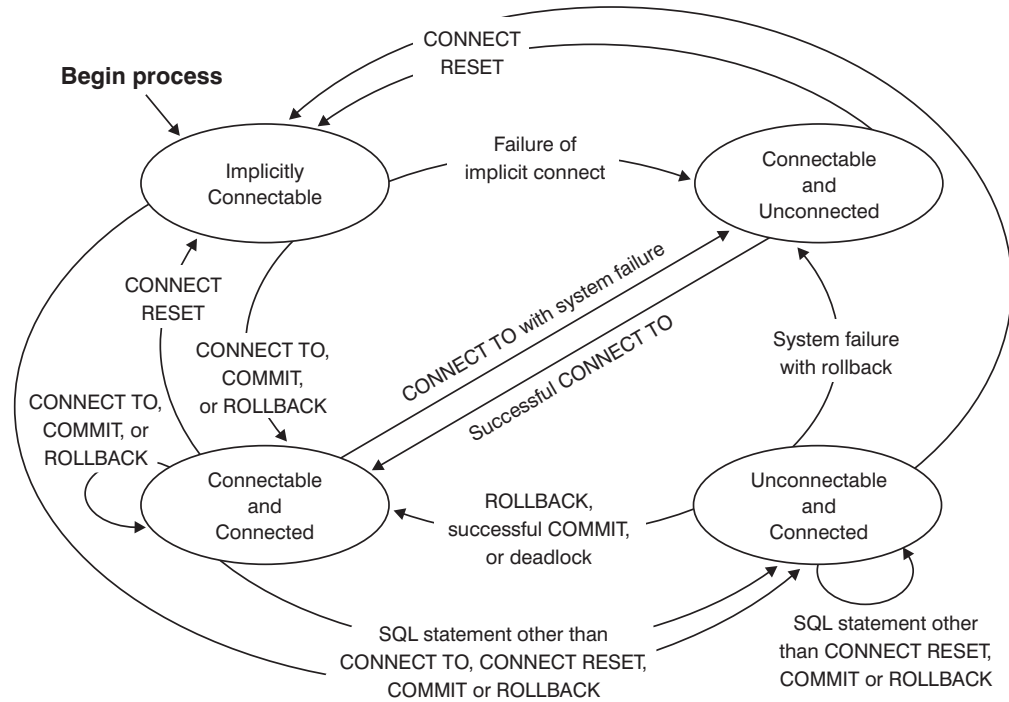 CONNECT
RESET
Begin process
Implicitly
Connectable
Failure of
implicit connect
Connectable
and
Unconnected
CONNECT
RESET
CONNECT TO,
COMMIT,
or ROLLBACK
CONNECT TO with system failure
Successful CONNECT TO
System failure
with rollback
CONNECT TO,
COMMIT, or
ROLLBACK
Connectable
and
Connected
ROLLBACK,
successful COMMIT,
or deadlock
Unconnectable
and
Connected
SQL statement other than
CONNECT TO, CONNECT RESET,
COMMIT or ROLLBACK
SQL statement other
than CONNECT RESET,
COMMIT or ROLLBACK